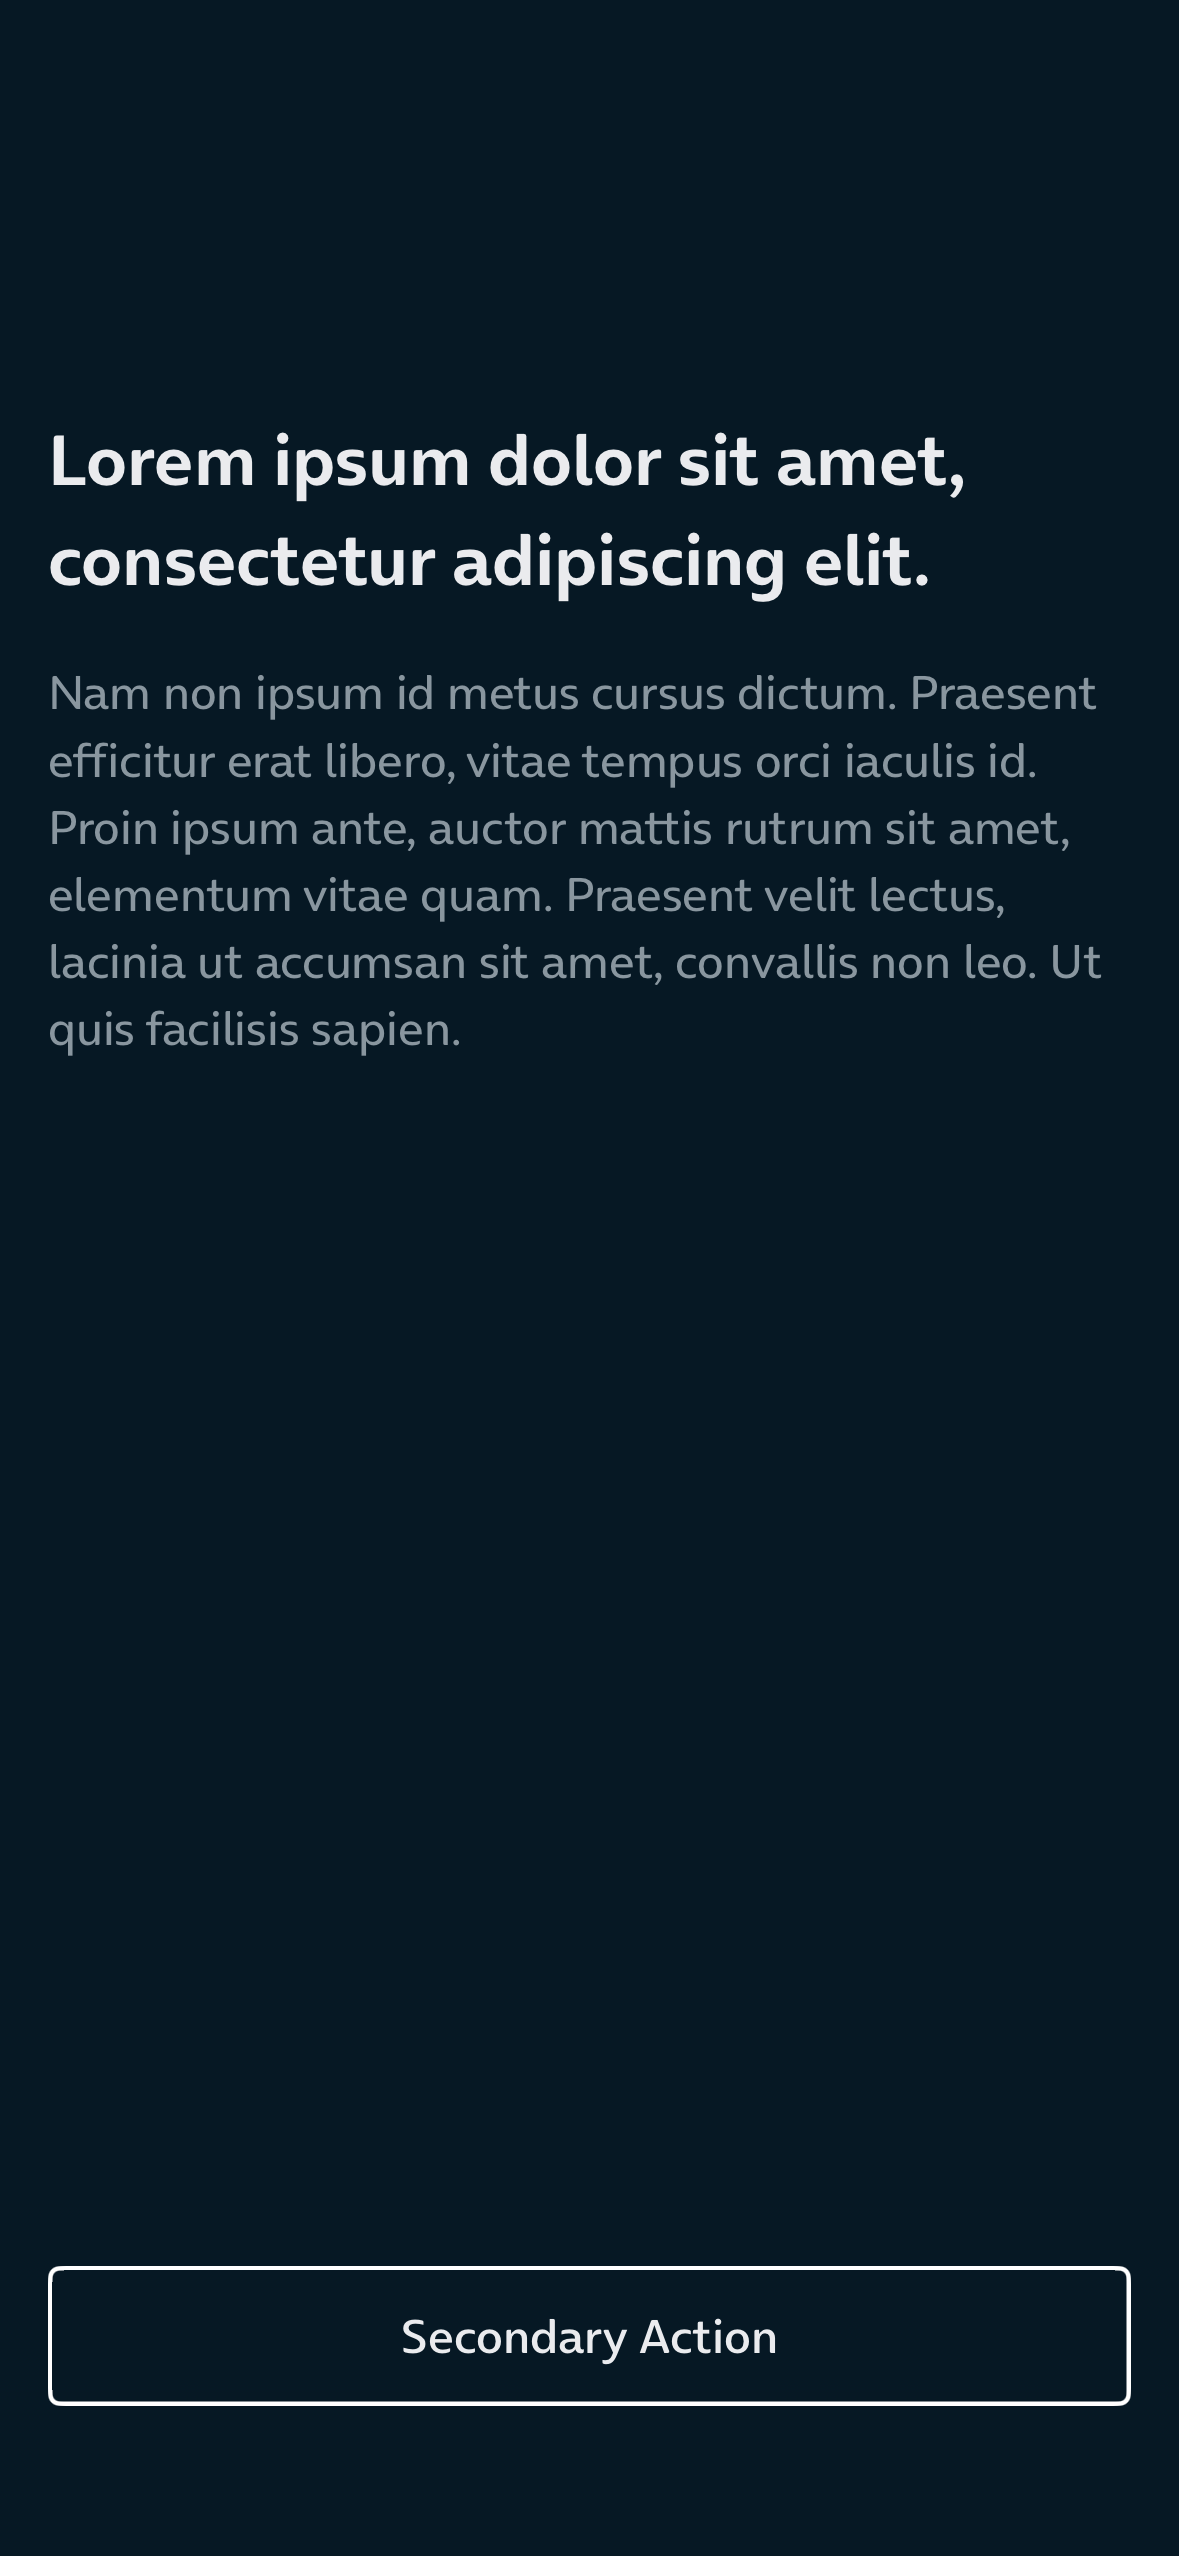 Lorem ipsum dolor sit amet,
consectetur adipiscing elit.
Nam non ipsum id metus cursus dictum. Praesent
efficitur erat libero, vitae tempus orci iaculis id.
Proin ipsum ante, auctor mattis rutrum sit amet,
elementum vitae quam. Praesent velit lectus,
lacinia ut accumsan sit amet, convallis non leo. Ut
quis facilisis sapien.
Secondary Action